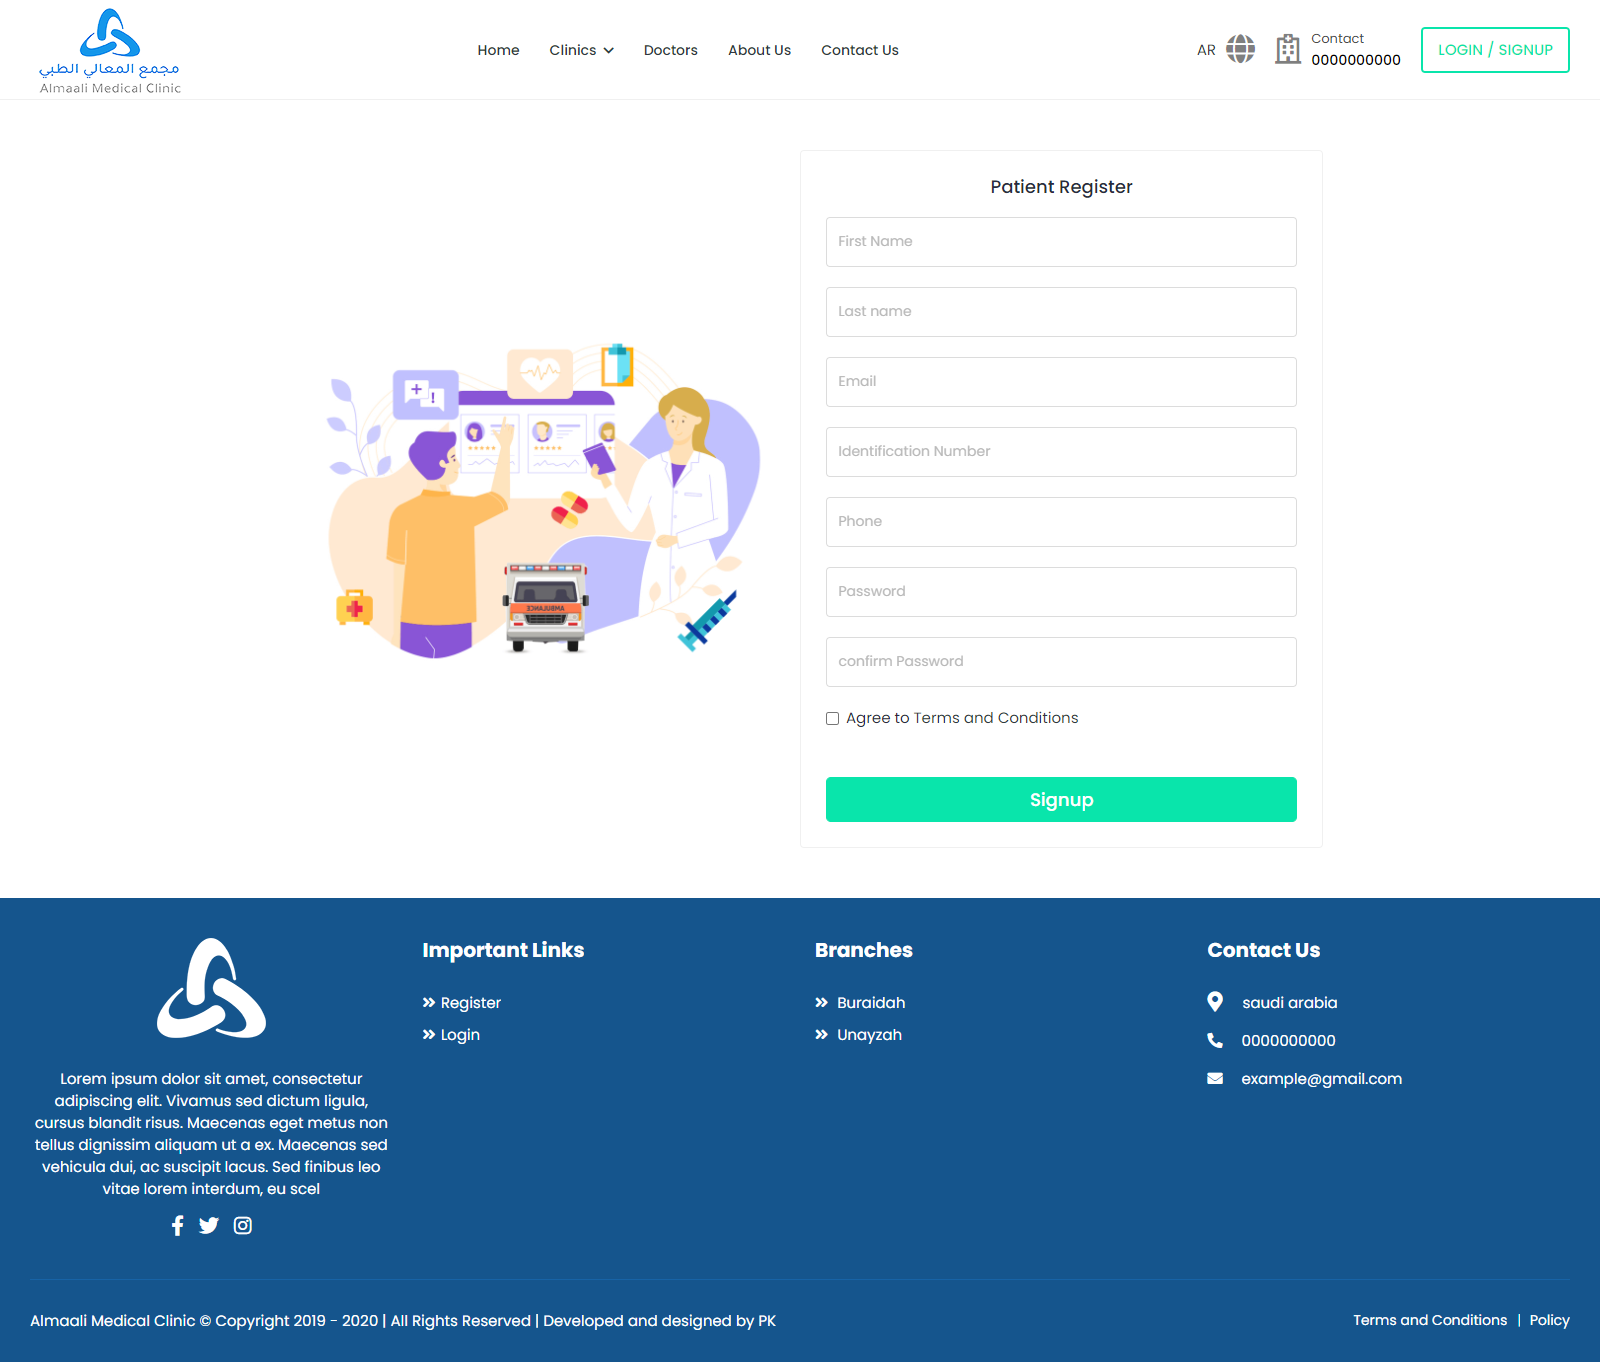 مجمع المعالي الطبي
Almaali Medical Clinic
Home
Clinics
Doctors
About Us
Contact Us
AR
Contact
0000000000
LOGIN / SIGNUP
Patient Register
First Name
Last name
Email
Identification Number
Phone
Password
confirm Password
Agree to Terms and Conditions
Signup
AMBULANCE
Important Links
Register
Login
Branches
Buraidah
Unayzah
Contact Us
saudi arabia
0000000000
example@gmail.com
Lorem ipsum dolor sit amet, consectetur
adipiscing elit. Vivamus sed dictum ligula,
cursus blandit risus. Maecenas eget metus non
tellus dignissim aliquam ut a ex. Maecenas sed
vehicula dui, ac suscipit lacus. Sed finibus leo
vitae lorem interdum, eu scel
Almaali Medical Clinic © Copyright 2019 - 2020 | All Rights Reserved | Developed and designed by PK
Terms and Conditions | Policy